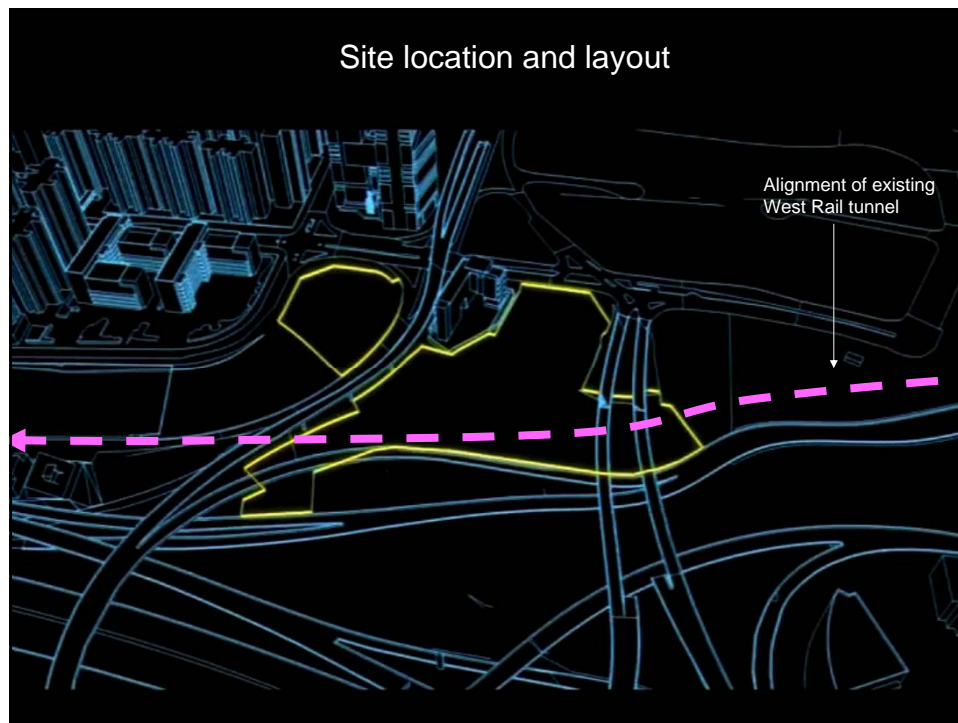 Site location and layout
Alignment of existing
West Rail tunnel